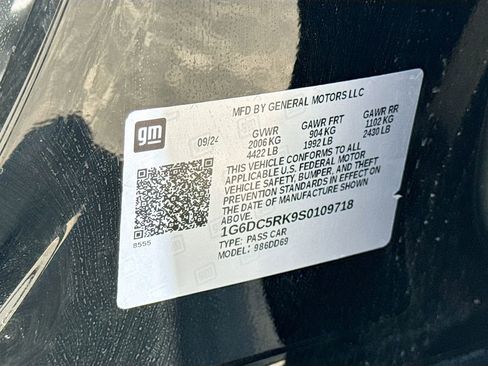 MFD BY GENERAL MOTORS LLC
gm
09/24
GVWR GAWR FRT GAWR RR
2006 KG 904 KG 1102 KG
4422 LB 1992 LB 2430 LB
THIS VEHICLE CONFORMS TO ALL
APPLICABLE U.S. FEDERAL MOTOR
VEHICLE SAFETY, BUMPER, AND THEFT
PREVENTION STANDARDS IN EFFECT ON
THE DATE OF MANUFACTURE SHOWN
ABOVE.
1G6DC5RK9S0109718
TYPE: PASS CAR
MODEL: 986DD69
8555